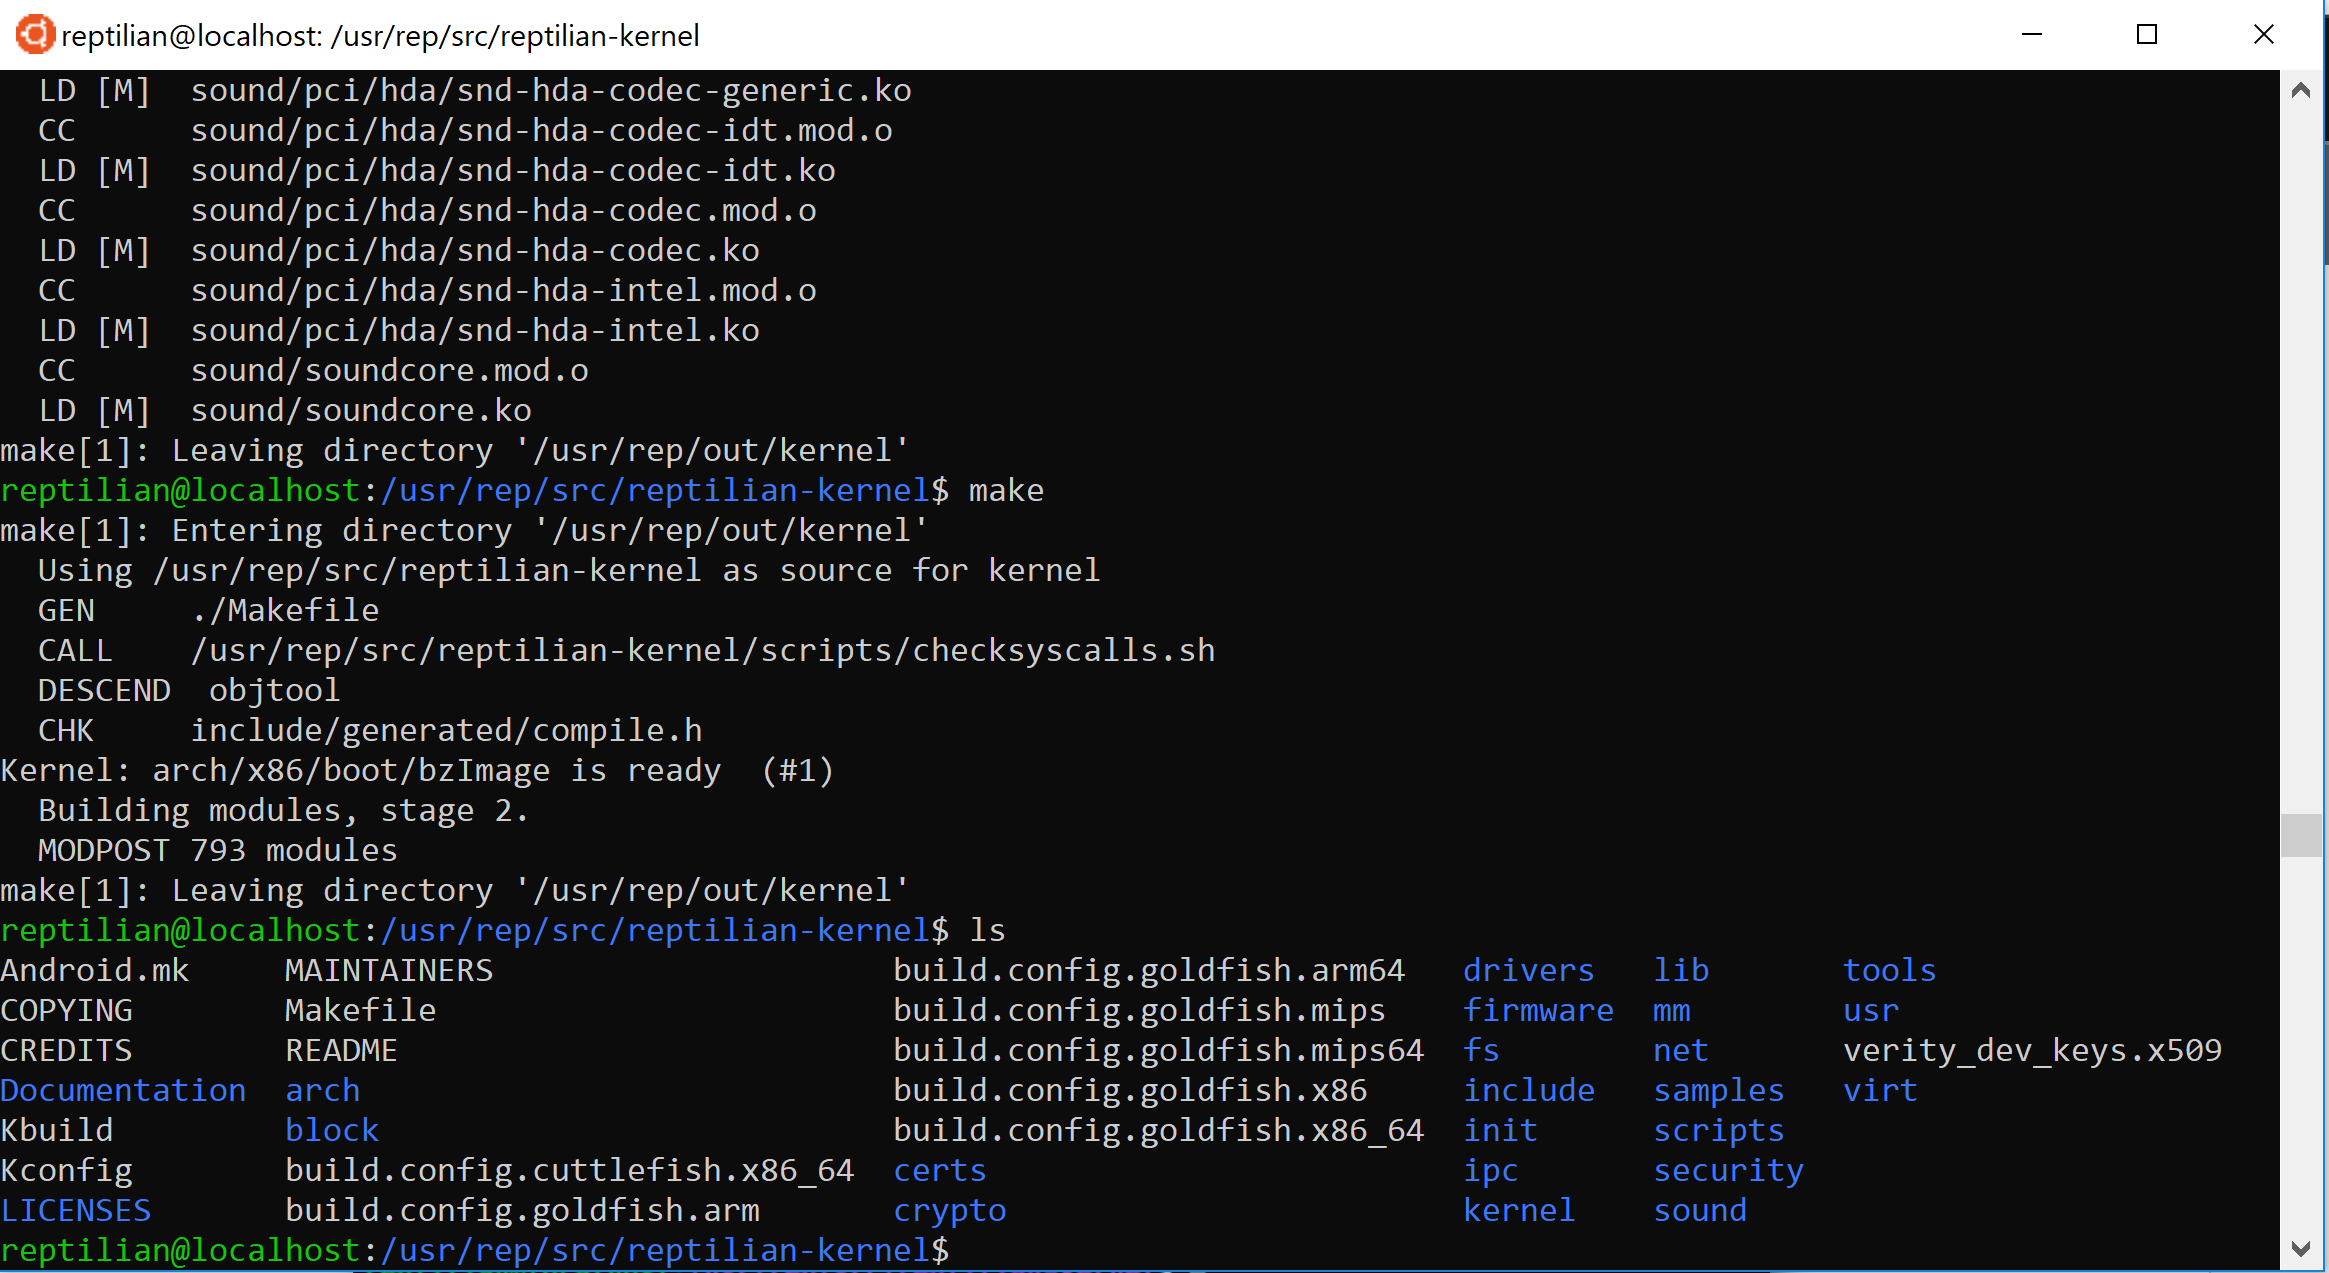 reptilian@localhost: /usr/rep/src/reptilian-kernel
  LD [M]  sound/pci/hda/snd-hda-codec-generic.ko
  CC      sound/pci/hda/snd-hda-codec-idt.mod.o
  LD [M]  sound/pci/hda/snd-hda-codec-idt.ko
  CC      sound/pci/hda/snd-hda-codec.mod.o
  LD [M]  sound/pci/hda/snd-hda-codec.ko
  CC      sound/pci/hda/snd-hda-intel.mod.o
  LD [M]  sound/pci/hda/snd-hda-intel.ko
  CC      sound/soundcore.mod.o
  LD [M]  sound/soundcore.ko
make[1]: Leaving directory '/usr/rep/out/kernel'
reptilian@localhost:/usr/rep/src/reptilian-kernel$ make
make[1]: Entering directory '/usr/rep/out/kernel'
  Using /usr/rep/src/reptilian-kernel as source for kernel
  GEN     ./Makefile
  CALL    /usr/rep/src/reptilian-kernel/scripts/checksyscalls.sh
  DESCEND  objtool
  CHK     include/generated/compile.h
Kernel: arch/x86/boot/bzImage is ready  (#1)
  Building modules, stage 2.
  MODPOST 793 modules
make[1]: Leaving directory '/usr/rep/out/kernel'
reptilian@localhost:/usr/rep/src/reptilian-kernel$ ls
Android.mk     MAINTAINERS                     build.config.goldfish.arm64   drivers   lib       tools
COPYING        Makefile                        build.config.goldfish.mips    firmware  mm        usr
CREDITS        README                          build.config.goldfish.mips64  fs        net       verity_dev_keys.x509
Documentation  arch                            build.config.goldfish.x86     include   samples   virt
Kbuild         block                           build.config.goldfish.x86_64  init      scripts
Kconfig        build.config.cuttlefish.x86_64  certs                         ipc       security
LICENSES       build.config.goldfish.arm       crypto                        kernel    sound
reptilian@localhost:/usr/rep/src/reptilian-kernel$